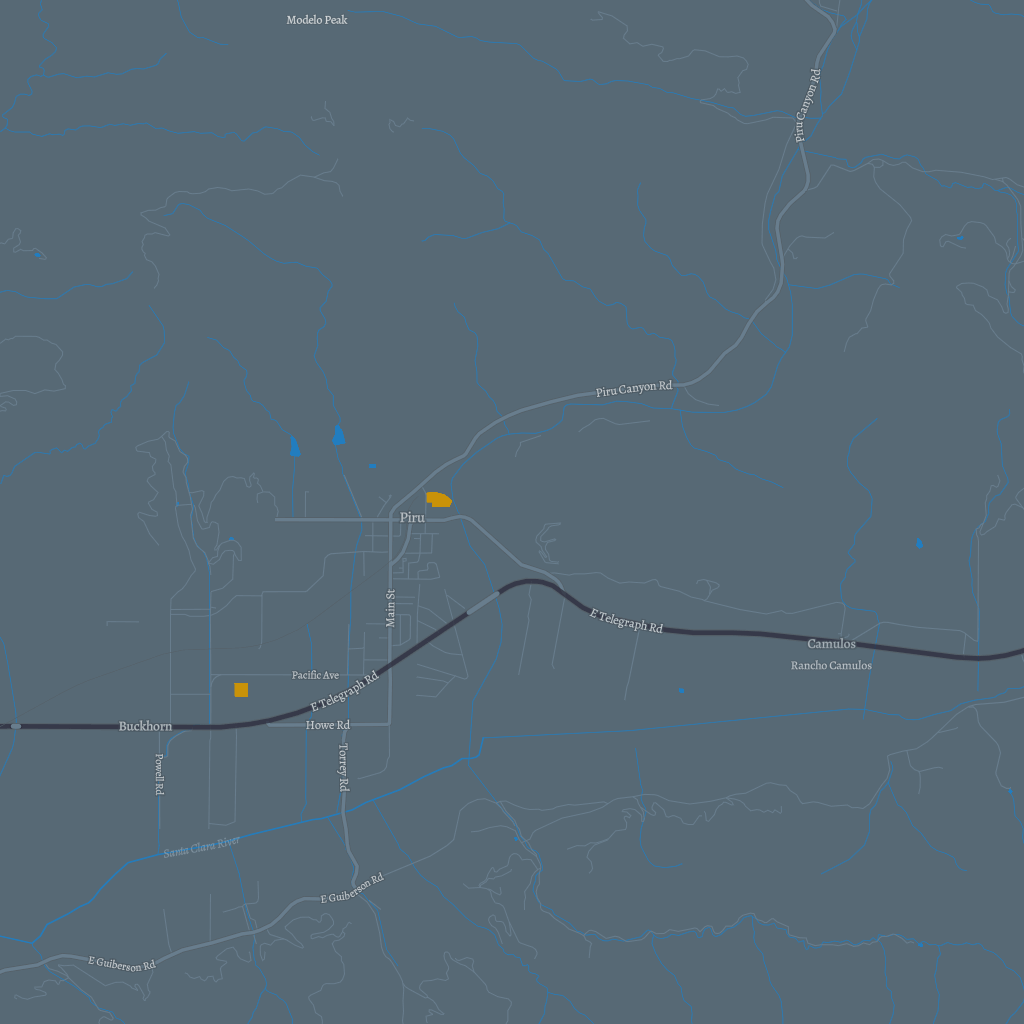 Modelo Peak
Piru Canyon Rd
Piru Canyon Rd
Piru
Main St
E Telegraph Rd
Camulos
Rancho Camulos
Pacific Ave
E Telegraph Rd
Buckhorn
Howe Rd
Powell Rd
Torrey Rd
Santa Clara River
E Guiberson Rd
E Guiberson Rd